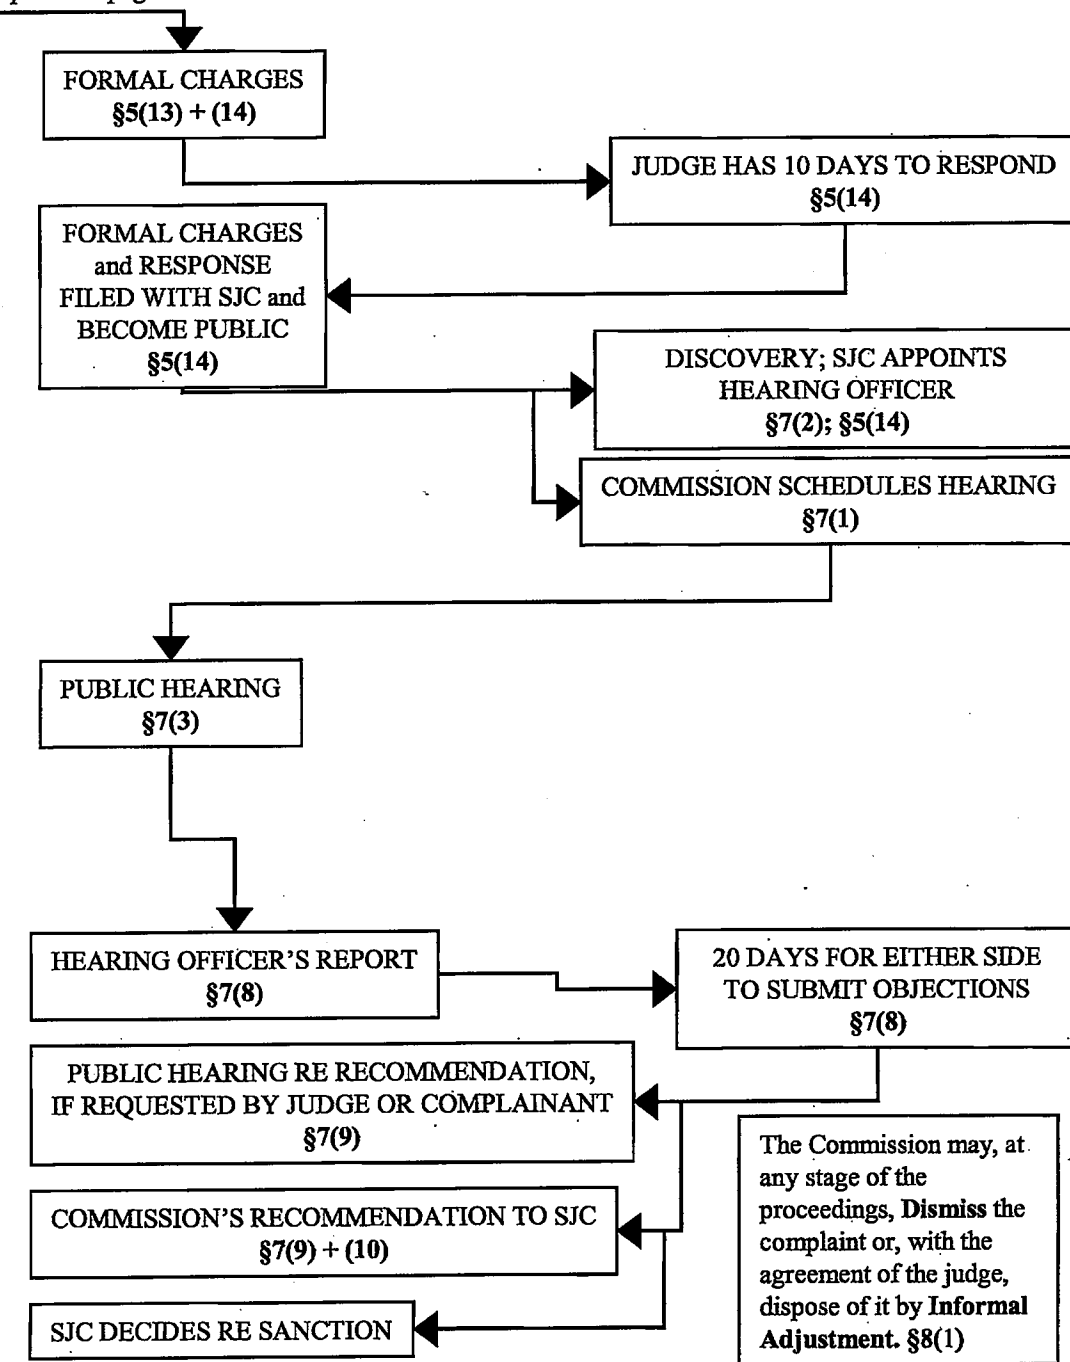 FORMAL CHARGES
§5(13) + (14)
JUDGE HAS 10 DAYS TO RESPOND
§5(14)
FORMAL CHARGES
and RESPONSE
FILED WITH SJC and
BECOME PUBLIC
§5(14)
DISCOVERY; SJC APPOINTS
HEARING OFFICER
§7(2); §5(14)
COMMISSION SCHEDULES HEARING
§7(1)
PUBLIC HEARING
§7(3)
HEARING OFFICER'S REPORT
§7(8)
20 DAYS FOR EITHER SIDE
TO SUBMIT OBJECTIONS
§7(8)
PUBLIC HEARING RE RECOMMENDATION,
IF REQUESTED BY JUDGE OR COMPLAINANT
§7(9)
COMMISSION'S RECOMMENDATION TO SJC
§7(9) + (10)
SJC DECIDES RE SANCTION
The Commission may, at
any stage of the
proceedings, Dismiss the
complaint or, with the
agreement of the judge,
dispose of it by Informal
Adjustment. §8(1)